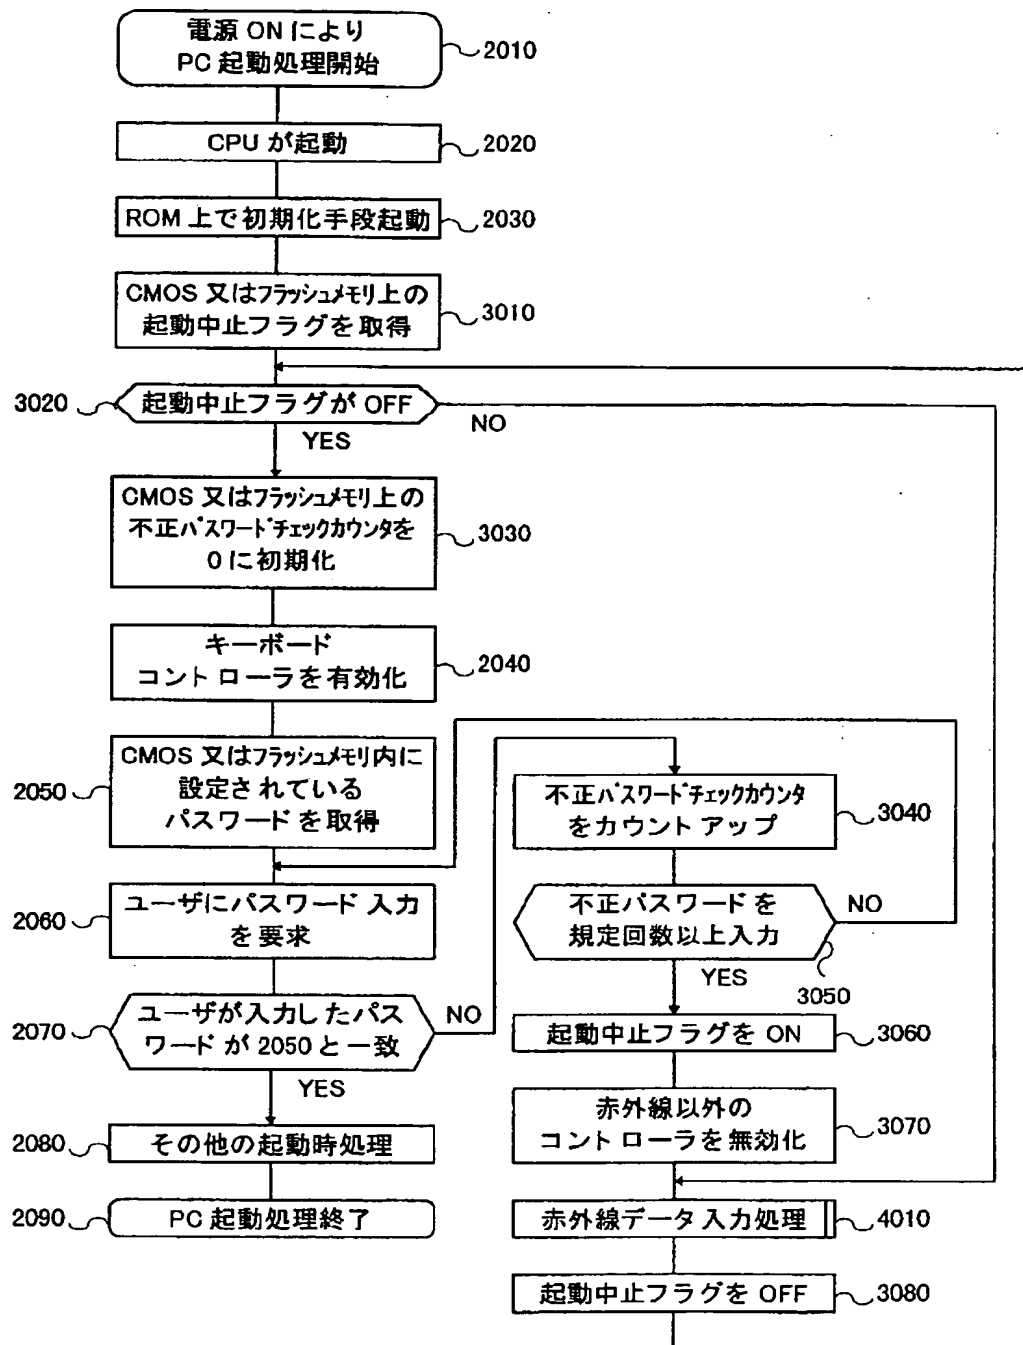 電源 ON により
PC 起動処理開始
2010
CPU が起動
2020
ROM 上で初期化手段起動
2030
CMOS 又はフラッシュメモリ上の
起動中止フラグを取得
3010
3020
起動中止フラグが OFF
NO
YES
CMOS 又はフラッシュメモリ上の
不正パスワードチェックカウンタを
0 に初期化
3030
キーボード
コントローラを有効化
2040
2050
CMOS 又はフラッシュメモリ内に
設定されている
パスワードを取得
2060
ユーザにパスワード入力
を要求
2070
ユーザが入力したパス
ワードが 2050 と一致
NO
YES
2080
その他の起動時処理
2090
PC 起動処理終了
不正パスワードチェックカウンタ
をカウントアップ
3040
不正パスワードを
規定回数以上入力
NO
YES
3050
起動中止フラグを ON
3060
赤外線以外の
コントローラを無効化
3070
赤外線データ入力処理
4010
起動中止フラグを OFF
3080